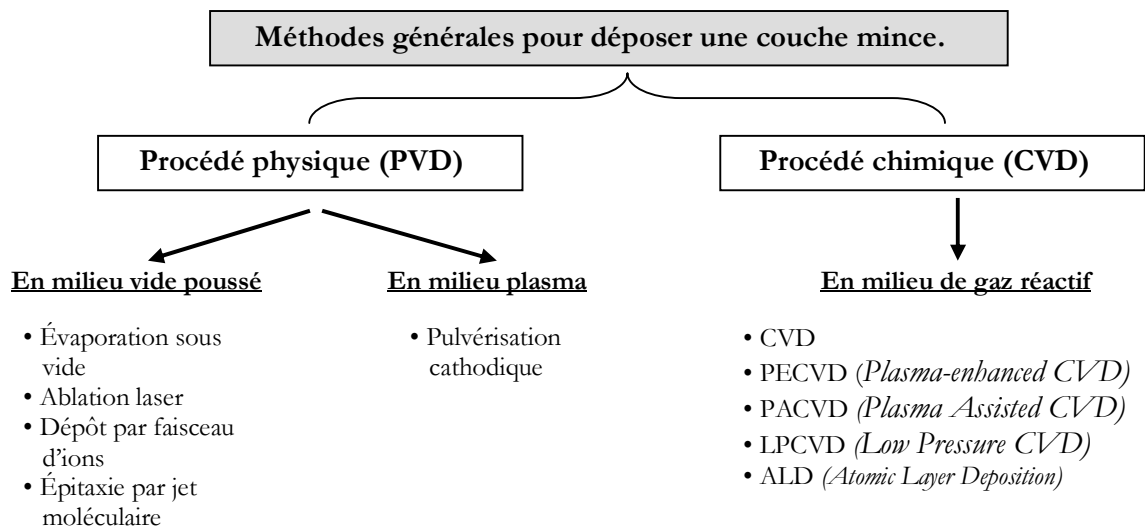 Méthodes générales pour déposer une couche mince.
Procédé physique (PVD)
Procédé chimique (CVD)
En milieu vide poussé
• Évaporation sous
vide
• Ablation laser
• Dépôt par faisceau
d’ions
• Épitaxie par jet
moléculaire
En milieu plasma
• Pulvérisation
cathodique
En milieu de gaz réactif
• CVD
• PECVD (Plasma-enhanced CVD)
• PACVD (Plasma Assisted CVD)
• LPCVD (Low Pressure CVD)
• ALD (Atomic Layer Deposition)